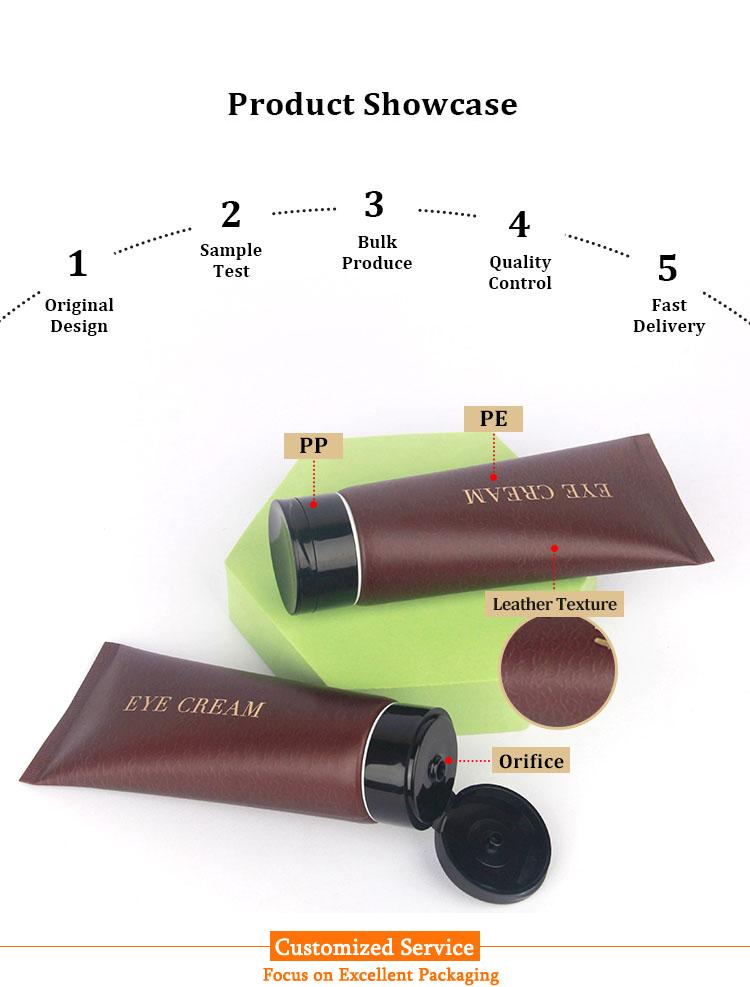 Product Showcase
1
Original
Design
2
Sample
Test
3
Bulk
Produce
4
Quality
Control
5
Fast
Delivery
PP
PE
EYE CREAM
Leather Texture
EYE CREAM
Orifice
Customized Service
Focus on Excellent Packaging